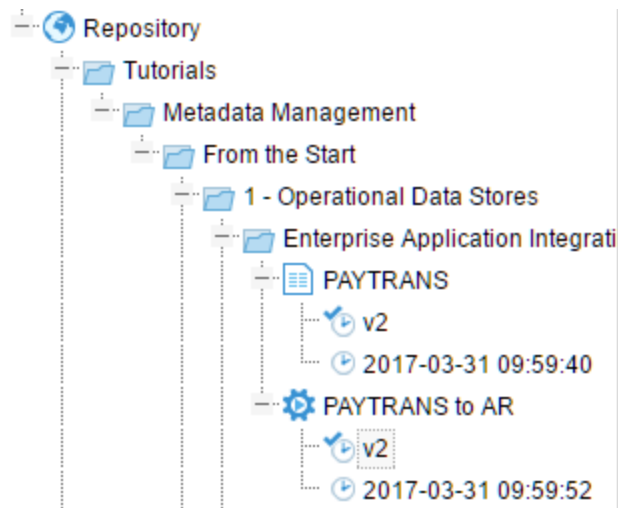 Repository
Tutorials
Metadata Management
From the Start
1 - Operational Data Stores
Enterprise Application Integrati
PAYTRANS
v2
2017-03-31 09:59:40
PAYTRANS to AR
v2
2017-03-31 09:59:52